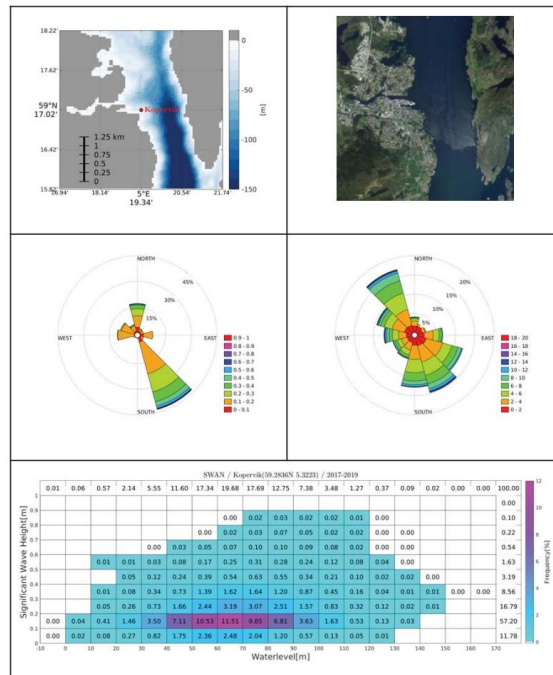 18.22'
17.62'
59°N
17.02'
16.42'
15.82'
Kopervik
1.25 km
1
0.75
0.5
0.25
0
16.94' 18.14' 5°E 20.54' 21.74'
19.34'
0
-50
-100
-150
[m]
NORTH
45%
30%
15%
WEST
EAST
SOUTH
0.9 - 1
0.8 - 0.9
0.7 - 0.8
0.6 - 0.7
0.5 - 0.6
0.4 - 0.5
0.3 - 0.4
0.2 - 0.3
0.1 - 0.2
0 - 0.1
NORTH
20%
15%
10%
5%
WEST
EAST
SOUTH
18 - 20
16 - 18
14 - 16
12 - 14
10 - 12
8 - 10
6 - 8
4 - 6
2 - 4
0 - 2
SWAN / Kopervik(59.2836N 5.3223) / 2017-2019
0.01 0.06 0.57 2.14 5.55 11.60 17.34 19.68 17.69 12.75 7.38 3.48 1.27 0.37 0.09 0.02 0.00 0.00 100.00
1
0.00
0.9
0.00 0.02 0.03 0.02 0.02 0.01 0.00 0.10
0.8
0.00 0.02 0.05 0.04 0.05 0.04 0.02 0.00 0.00 0.22
0.7
0.00 0.03 0.05 0.07 0.10 0.10 0.09 0.08 0.02 0.00 0.54
0.6
0.01 0.01 0.03 0.08 0.17 0.25 0.31 0.28 0.24 0.12 0.08 0.04 0.00 1.63
0.5
0.05 0.12 0.24 0.39 0.54 0.63 0.55 0.34 0.21 0.10 0.02 0.00 3.19
0.4
0.01 0.08 0.34 0.73 1.39 1.62 1.64 1.20 0.87 0.45 0.16 0.04 0.01 0.01 0.00 0.00 8.56
0.3
0.05 0.26 0.73 1.66 2.44 3.19 3.07 2.51 1.57 0.83 0.32 0.12 0.02 0.01 16.79
0.2
0.00 0.04 0.41 1.46 3.50 7.11 10.53 11.51 9.85 6.81 3.63 1.63 0.53 0.13 0.03 57.20
0.1
0.00 0.02 0.08 0.27 0.82 1.75 2.36 2.48 2.04 1.20 0.57 0.13 0.05 0.01 11.78
0
-10 0 10 20 30 40 50 60 70 80 90 100 110 120 130 140 150 160 170
Waterlevel[m]
Significant Wave Height[m]
12
10
8
6
4
2
0
Frequency(%)